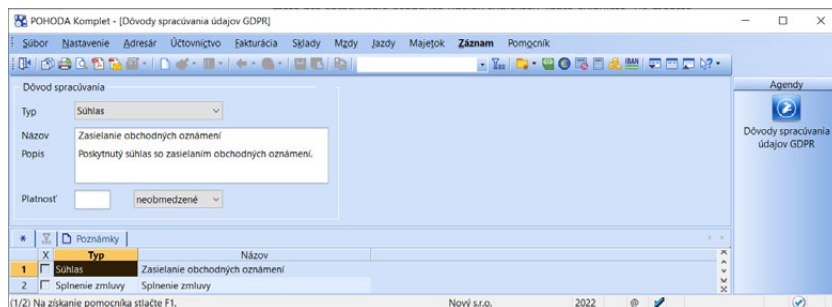 POHODA Komplet - [Dôvody spracúvania údajov GDPR]
Súbor Nastavenie Adresár Účtovníctvo Fakturácia Sklady Mzdy Jazdy Majetok Záznam Pomocník
Dôvod spracúvania
Typ Súhlas
Názov Zasielanie obchodných oznámení
Popis Poskytnutý súhlas so zasielaním obchodných oznámení.
Platnosť neobmedzené
Agendy
Dôvody spracúvania
údajov GDPR
* Poznámky
X Typ Názov
1 Súhlas Zasielanie obchodných oznámení
2 Splnenie zmluvy Splnenie zmluvy
(1/2) Na získanie pomocníka stlačte F1. Nový s.r.o. 2022 @